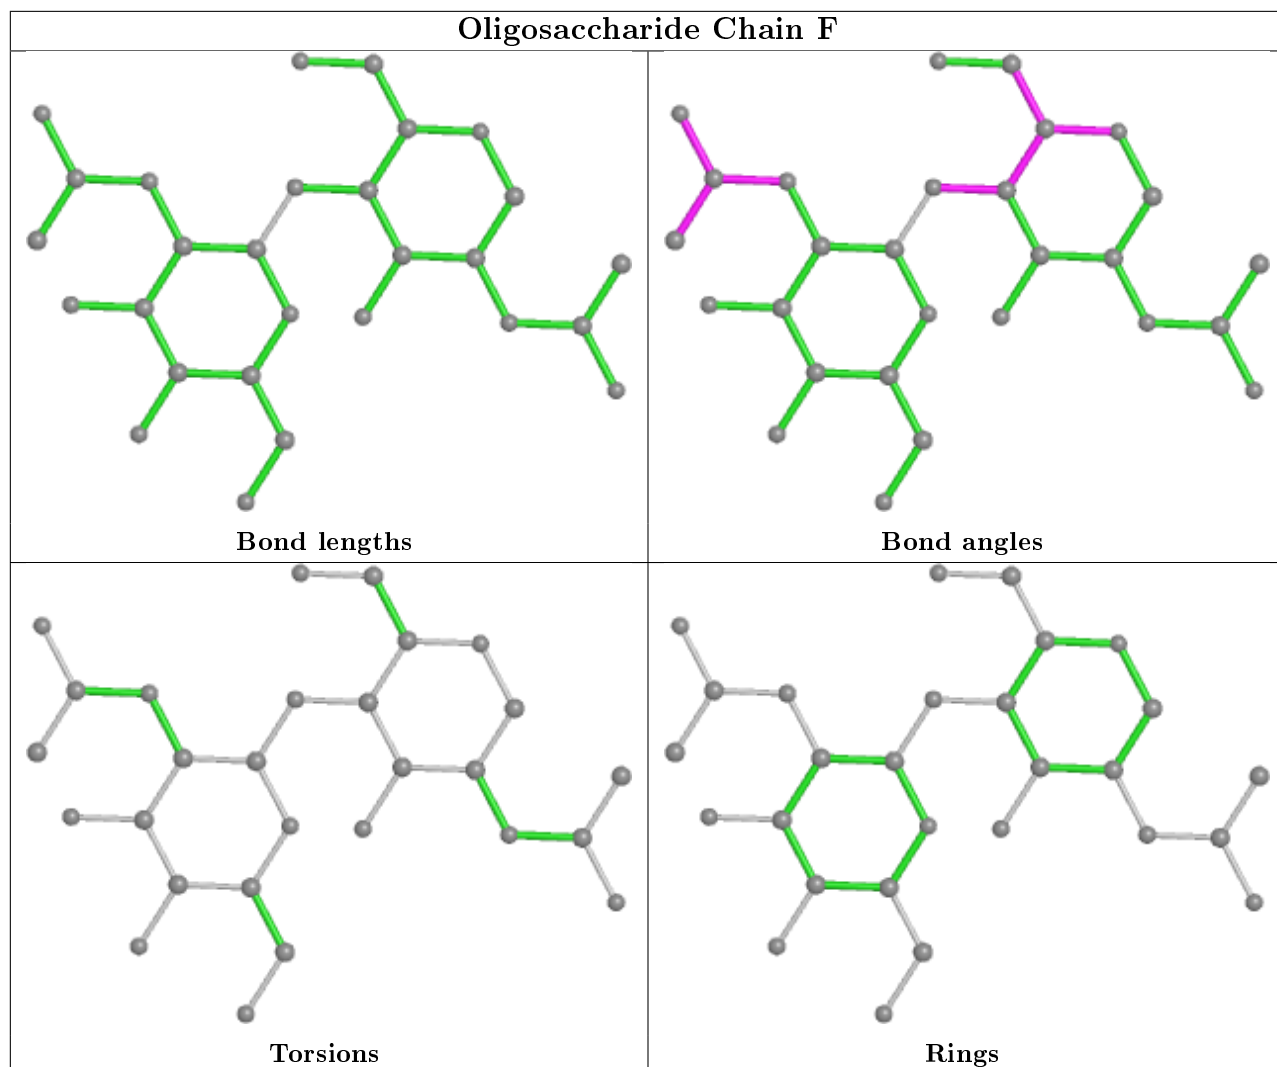 Oligosaccharide Chain F
Bond lengths
Bond angles
Torsions
Rings